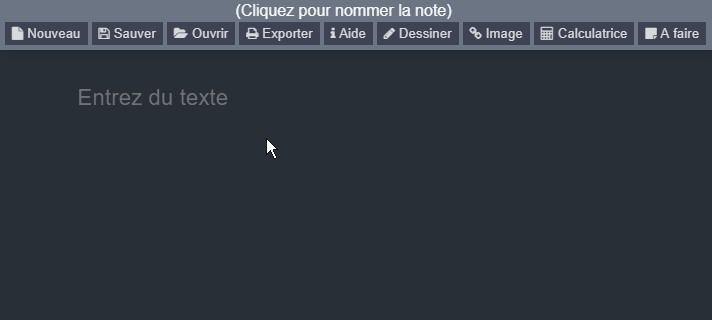 (Cliquez pour nommer la note)
Nouveau Sauver Ouvrir Exporter Aide Dessiner Image Calculatrice A faire
Entrez du texte